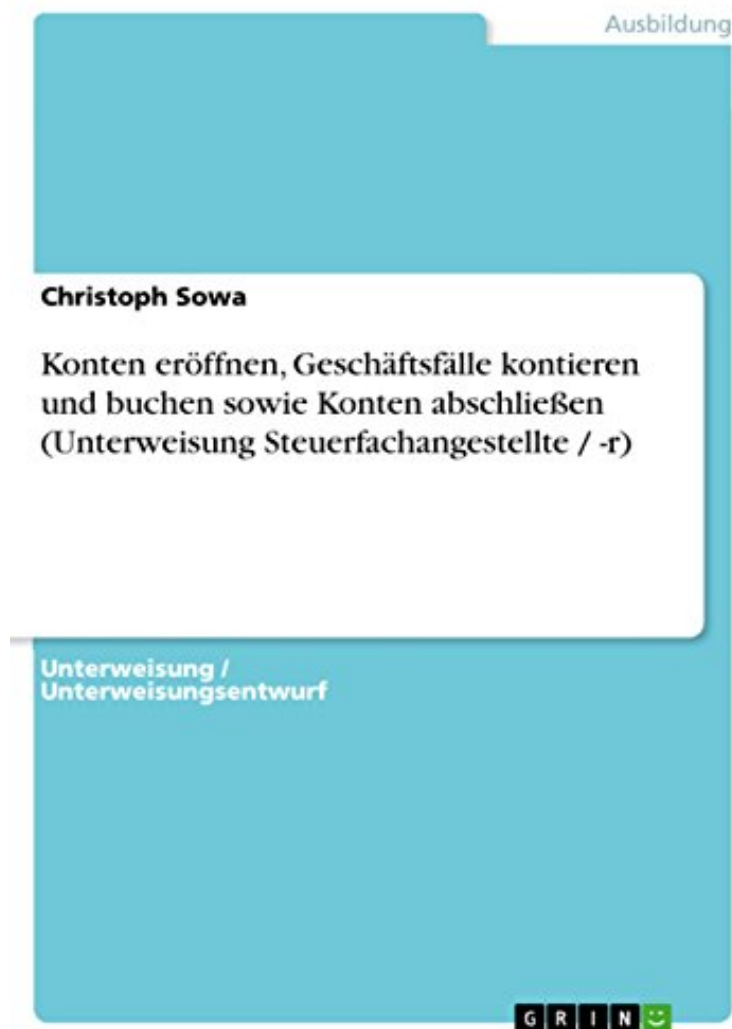 Ausbildung
Christoph Sowa
Konten eröffnen, Geschäftsfälle kontieren
und buchen sowie Konten abschließen
(Unterweisung Steuerfachangestellte / -r)
Unterweisung /
Unterweisungsentwurf
GRIN